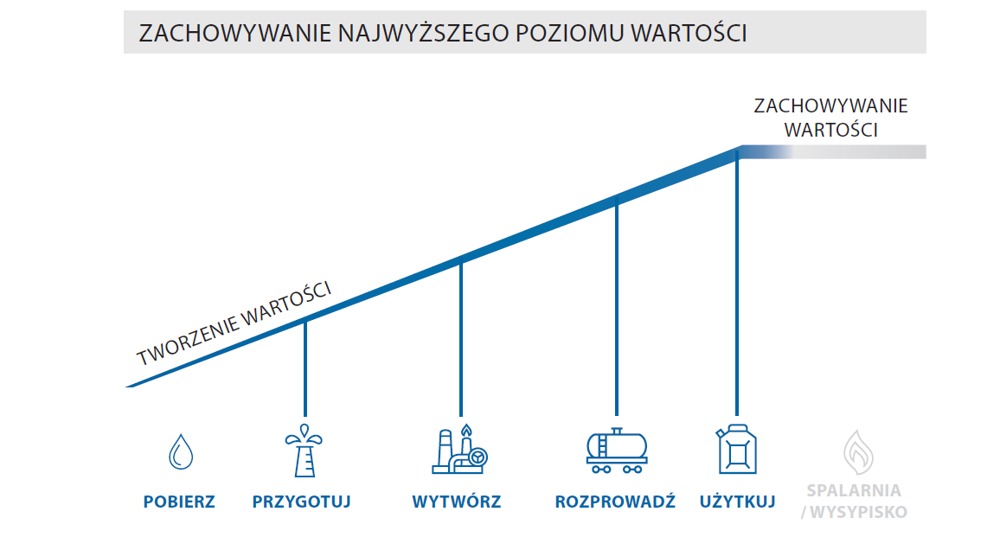 ZACHOWYWANIE NAJWYŻSZEGO POZIOMU WARTOŚCI
ZACHOWYWANIE
WARTOŚCI
TWORZENIE WARTOŚCI
POBIERZ
PRZYGOTUJ
WYTWÓRZ
ROZPROWADŹ
UŻYTKUJ
SPALARNIA
/ WYSYPISKO